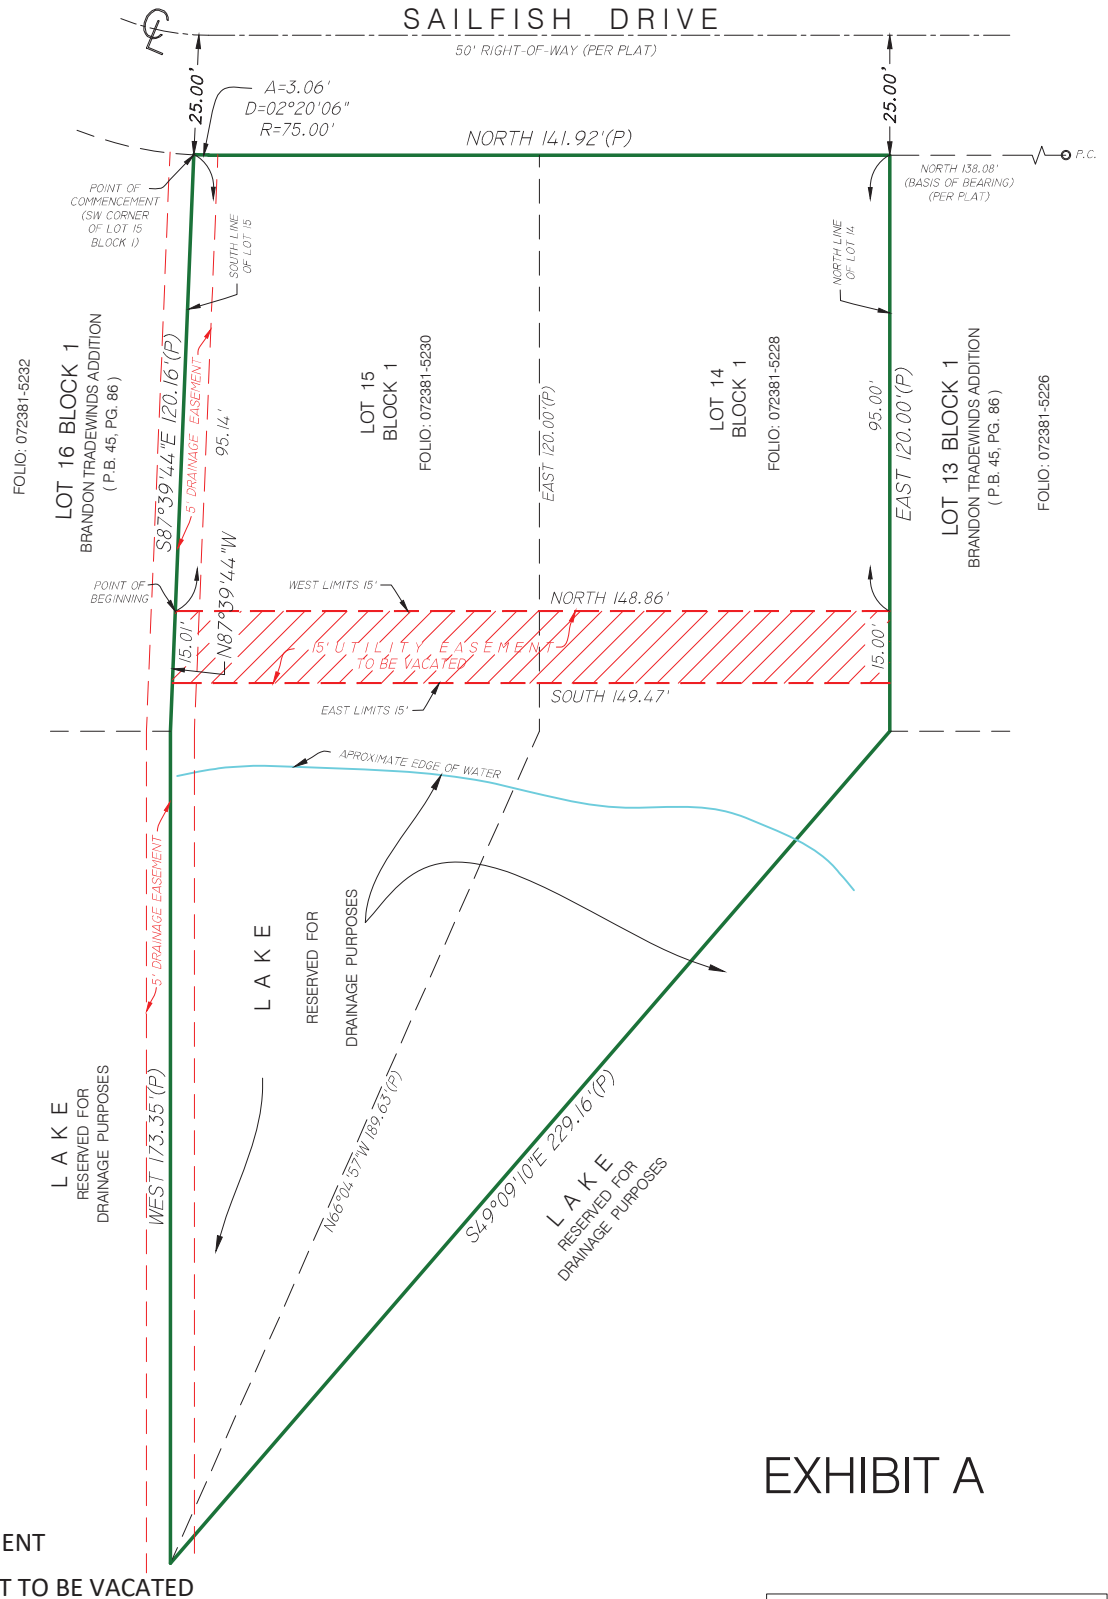 SAILFISH DRIVE
CL
50' RIGHT-OF-WAY (PER PLAT)
25.00'
25.00'
A=3.06'
D=02°20'06"
R=75.00'
NORTH 141.92'(P)
P.C.
NORTH 138.08'
(BASIS OF BEARING)
(PER PLAT)
POINT OF
COMMENCEMENT
(SW CORNER
OF LOT 15
BLOCK 1)
SOUTH LINE
OF LOT 15
NORTH LINE
OF LOT 14
FOLIO: 072381-5232
LOT 16 BLOCK 1
BRANDON TRADEWINDS ADDITION
( P.B. 45, PG. 86 )
S87°39'44"E 120.16'(P)
5' DRAINAGE EASEMENT
95.14'
LOT 15
BLOCK 1
FOLIO: 072381-5230
EAST 120.00'(P)
LOT 14
BLOCK 1
FOLIO: 072381-5228
95.00'
EAST 120.00'(P)
LOT 13 BLOCK 1
BRANDON TRADEWINDS ADDITION
( P.B. 45, PG. 86 )
FOLIO: 072381-5226
POINT OF
BEGINNING
N87°39'44"W
WEST LIMITS 15'
NORTH 148.86'
15.01'
15' UTILITY EASEMENT
TO BE VACATED
15.00'
SOUTH 149.47'
EAST LIMITS 15'
APROXIMATE EDGE OF WATER
5' DRAINAGE EASEMENT
LAKE
RESERVED FOR
DRAINAGE PURPOSES
LAKE
RESERVED FOR
DRAINAGE PURPOSES
WEST 173.35'(P)
N66°04'57"W 189.63'(P)
S49°09'10"E 229.16'(P)
LAKE
RESERVED FOR
DRAINAGE PURPOSES
EXHIBIT A
ENT
T TO BE VACATED